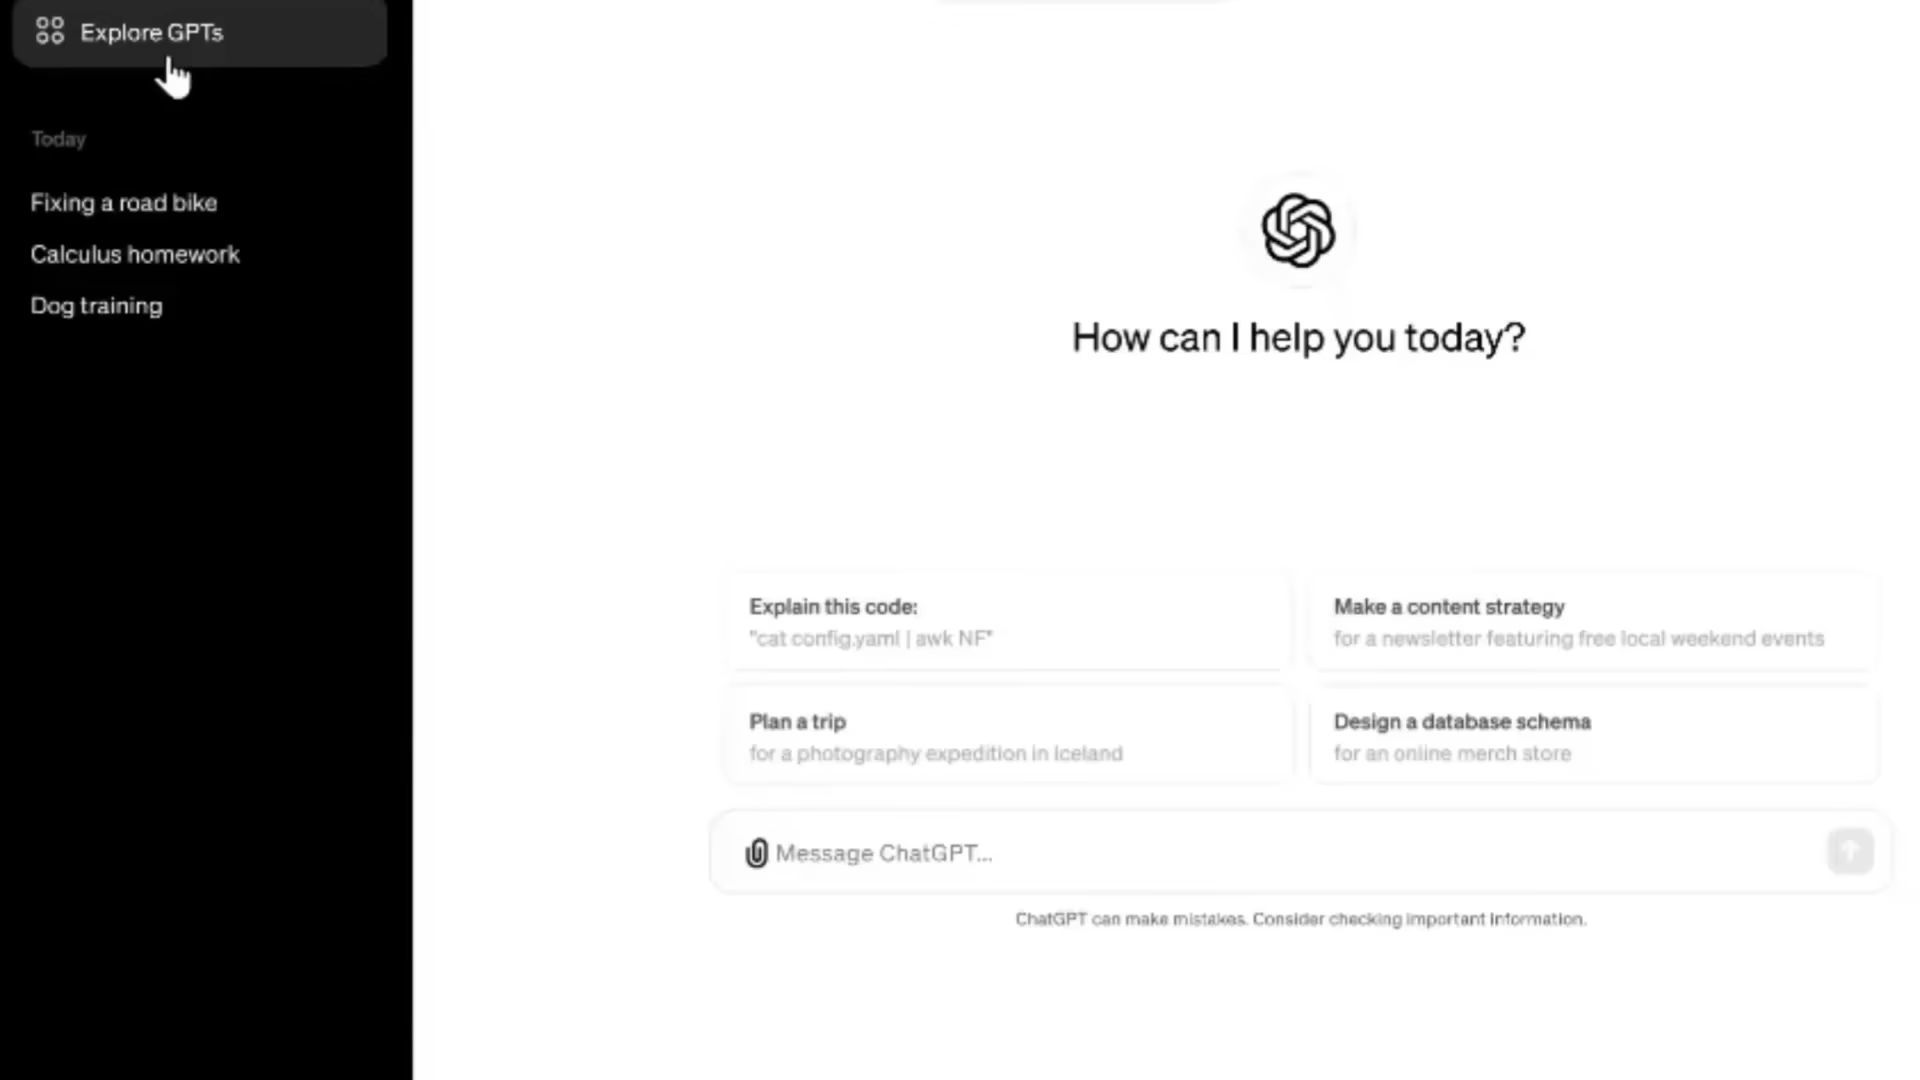 Explore GPTs
Today
Fixing a road bike
Calculus homework
Dog training
How can I help you today?
Explain this code:
"cat config.yaml | awk NF"
Make a content strategy
for a newsletter featuring free local weekend events
Plan a trip
for a photography expedition in Iceland
Design a database schema
for an online merch store
Message ChatGPT...
ChatGPT can make mistakes. Consider checking important information.